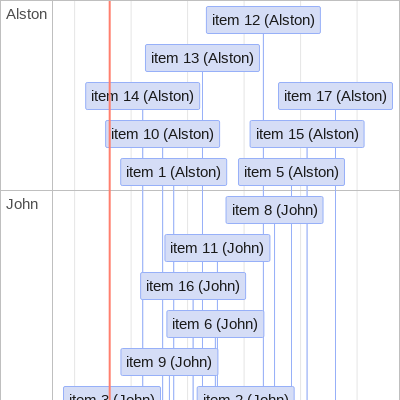 Alston
item 12 (Alston)
item 13 (Alston)
item 14 (Alston)
item 17 (Alston)
item 10 (Alston)
item 15 (Alston)
item 1 (Alston)
item 5 (Alston)
John
item 8 (John)
item 11 (John)
item 16 (John)
item 6 (John)
item 9 (John)
item 3 (John)
item 2 (John)